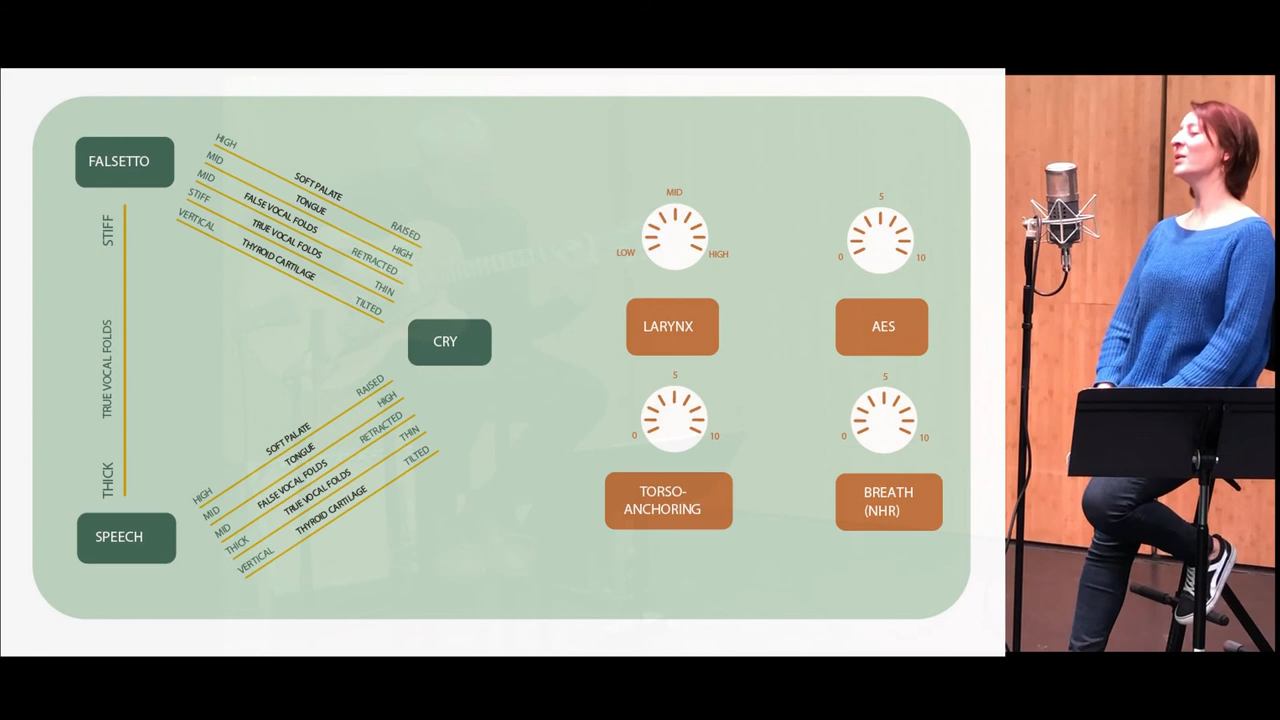 FALSETTO
STIFF
TRUE VOCAL FOLDS
THICK
SPEECH
HIGH SOFT PALATE RAISED
MID TONGUE HIGH
MID FALSE VOCAL FOLDS RETRACTED
STIFF TRUE VOCAL FOLDS THIN
VERTICAL THYROID CARTILAGE TILTED
CRY
HIGH SOFT PALATE RAISED
MID TONGUE HIGH
MID FALSE VOCAL FOLDS RETRACTED
THICK TRUE VOCAL FOLDS THIN
VERTICAL THYROID CARTILAGE TILTED
MID
LOW HIGH
LARYNX
5
0 10
AES
5
0 10
TORSO-
ANCHORING
5
0 10
BREATH
(NHR)